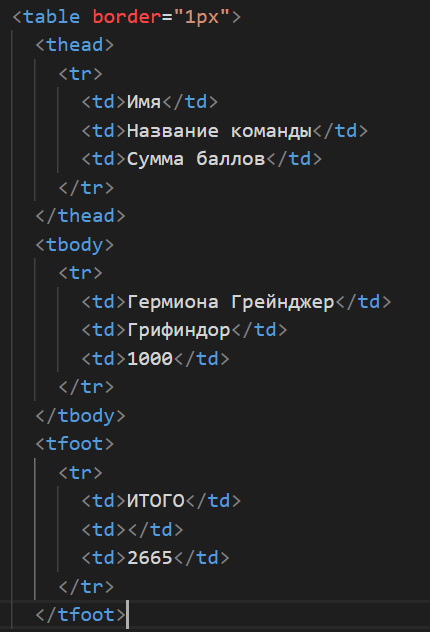 <table border="1px">
<thead>
<tr>
<td>Имя</td>
<td>Название команды</td>
<td>Сумма баллов</td>
</tr>
</thead>
<tbody>
<tr>
<td>Гермиона Грейнджер</td>
<td>Грифиндор</td>
<td>1000</td>
</tr>
</tbody>
<tfoot>
<tr>
<td>ИТОГО</td>
<td></td>
<td>2665</td>
</tr>
</tfoot>